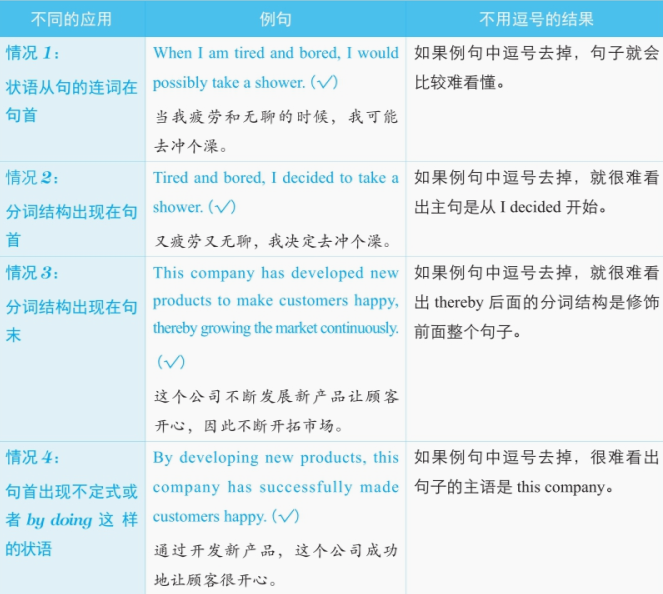 不同的应用
例句
不用逗号的结果
情况 1：
状语从句的连词在
句首
When I am tired and bored, I would
possibly take a shower. (√)
当我疲劳和无聊的时候，我可能
去冲个澡。
如果例句中逗号去掉，句子就会
比较难看懂。
情况 2：
分词结构出现在句
首
Tired and bored, I decided to take a
shower. (√)
又疲劳又无聊，我决定去冲个澡。
如果例句中逗号去掉，就很难看
出主句是从 I decided 开始。
情况 3：
分词结构出现在句
末
This company has developed new
products to make customers happy,
thereby growing the market continuously.
(√)
这个公司不断发展新产品让顾客
开心，因此不断开拓市场。
如果例句中逗号去掉，就很难看
出 thereby 后面的分词结构是修饰
前面整个句子。
情况 4：
句首出现不定式或
者 by doing 这 样
的状语
By developing new products, this
company has successfully made
customers happy. (√)
通过开发新产品，这个公司成功
地让顾客很开心。
如果例句中逗号去掉，很难看出
句子的主语是 this company。